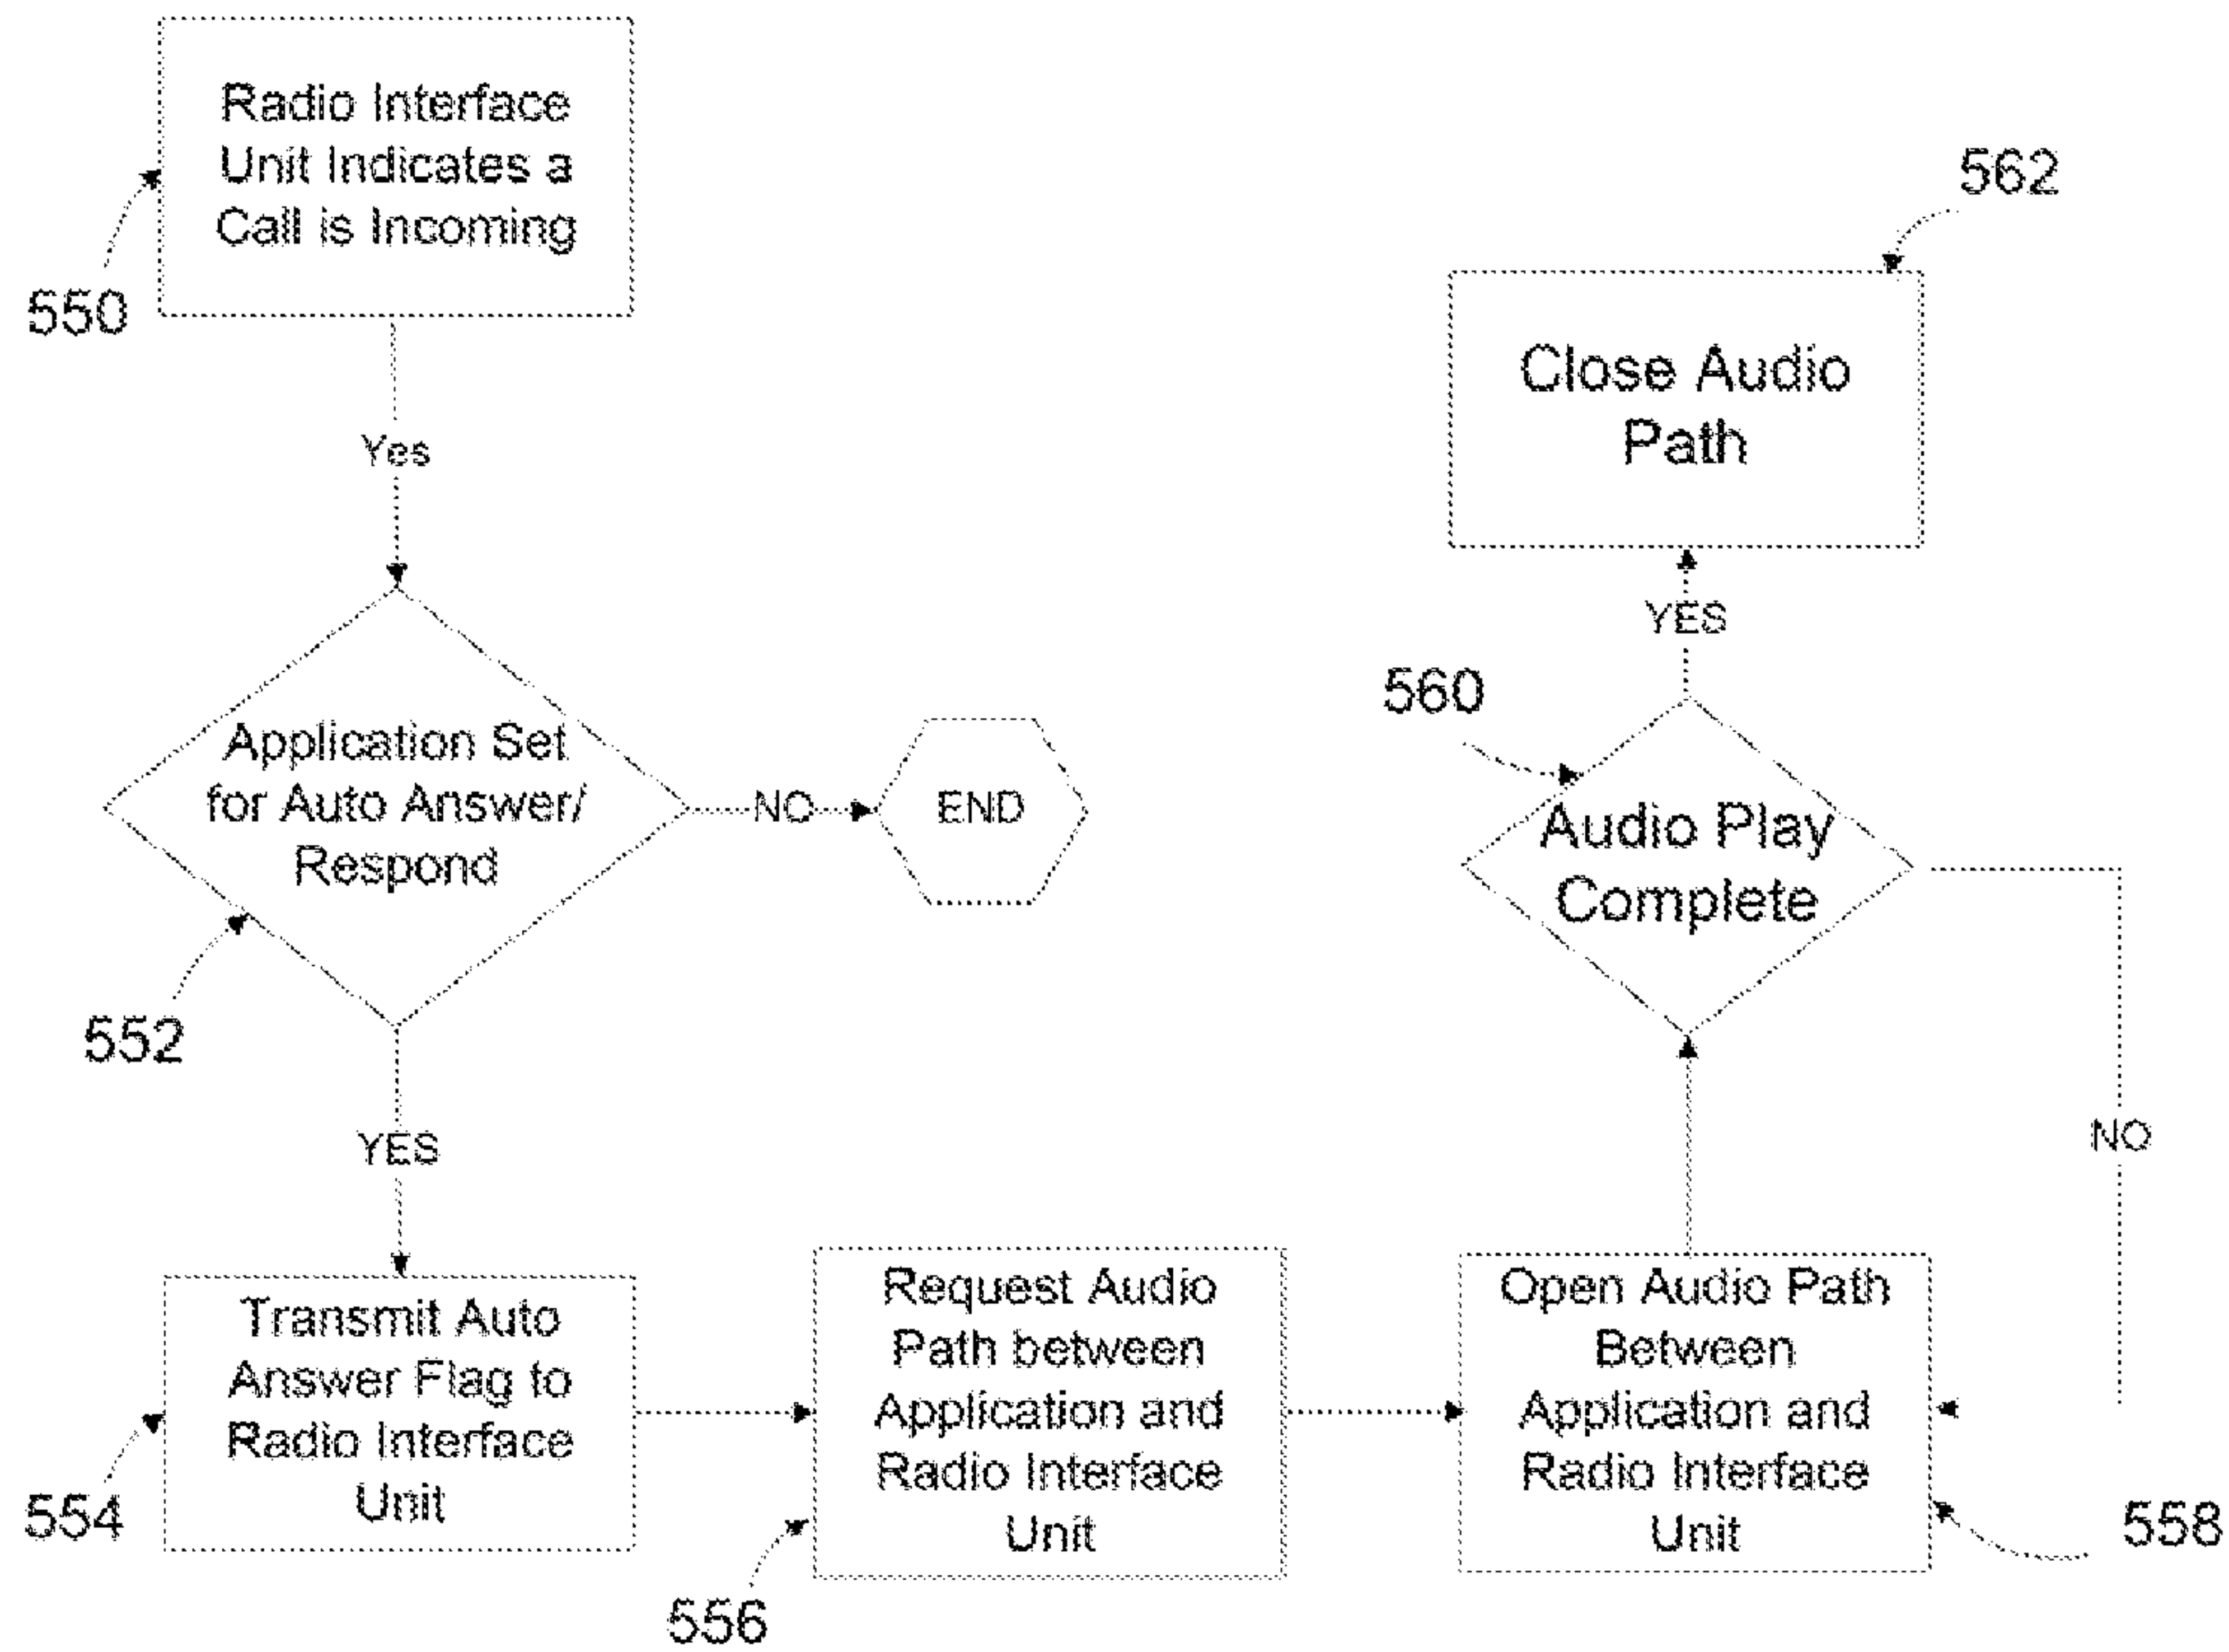 Radio Interface
Unit Indicates a
Call is Incoming
550
Yes
Application Set
for Auto Answer/
Respond
552
NO
END
YES
Transmit Auto
Answer Flag to
Radio Interface
Unit
554
Request Audio
Path between
Application and
Radio Interface
Unit
556
Open Audio Path
Between
Application and
Radio Interface
Unit
558
NO
Audio Play
Complete
560
YES
Close Audio
Path
562